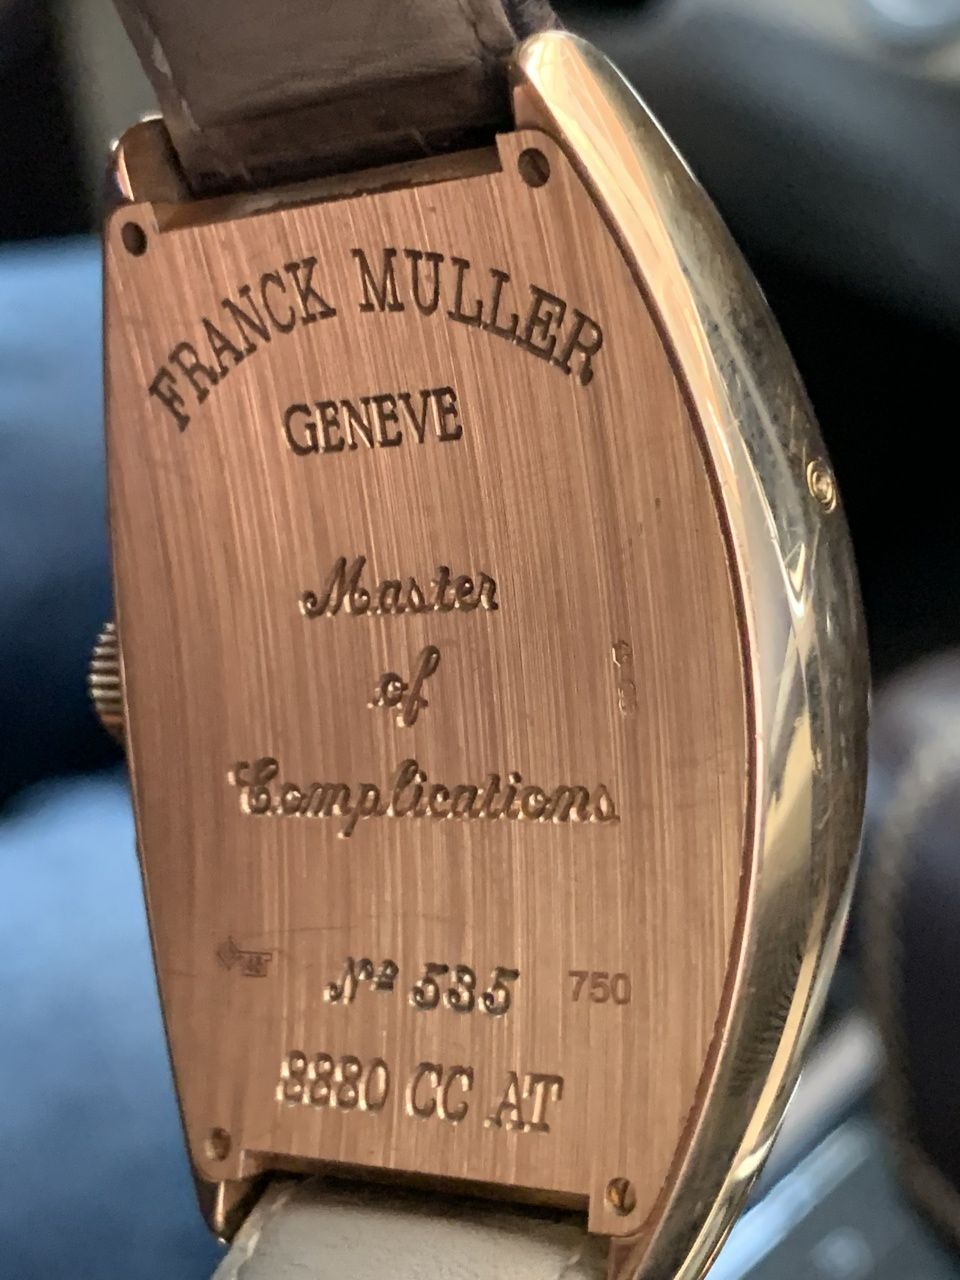 FRANCK MULLER
GENEVE
Master
of
Complications
Nº 535 750
8880 CC AT